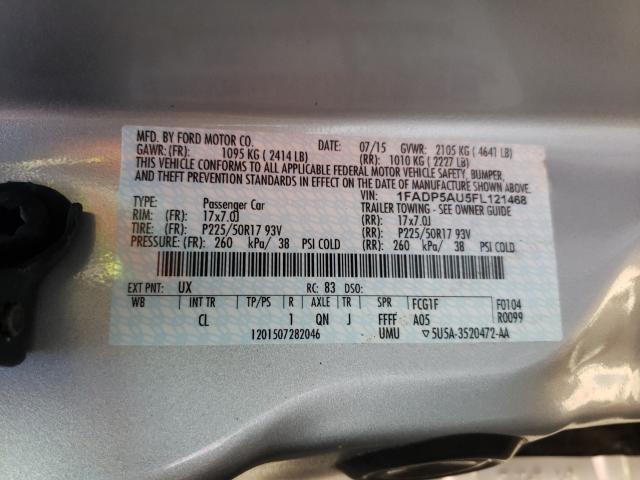 MFD. BY FORD MOTOR CO. DATE: 07/15 GVWR: 2105 KG ( 4641 LB)
GAWR: (FR): 1095 KG ( 2414 LB) (RR): 1010 KG ( 2227 LB)
THIS VEHICLE CONFORMS TO ALL APPLICABLE FEDERAL MOTOR VEHICLE SAFETY, BUMPER,
AND THEFT PREVENTION STANDARDS IN EFFECT ON THE DATE OF MANUFACTURE SHOWN ABOVE.
VIN: 1FADP5AU5FL121468
TYPE: Passenger Car TRAILER TOWING - SEE OWNER GUIDE
RIM: (FR): 17x7.0J (RR): 17x7.0J
TIRE: (FR): P225/50R17 93V (RR): P225/50R17 93V
PRESSURE: (FR): 260 kPa/ 38 PSI COLD (RR): 260 kPa/ 38 PSI COLD
EXT PNT: UX RC: 83 DSO:
WB INT TR TP/PS R AXLE TR SPR FCG1F F0104
CL 1 QN J FFFF A05 R0099
1201507282046 UMU ▽5U5A-3520472-AA